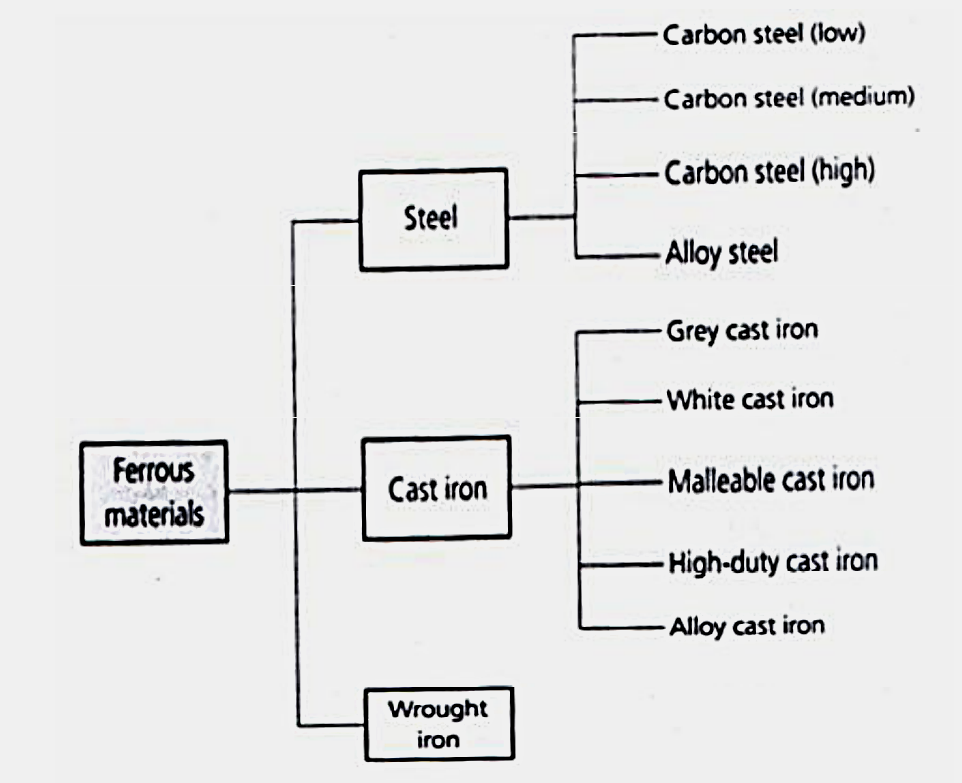 Carbon steel (low)
Carbon steel (medium)
Carbon steel (high)
Steel
Alloy steel
Grey cast iron
White cast iron
Ferrous
materials
Cast iron
Malleable cast iron
High-duty cast iron
Alloy cast iron
Wrought
iron